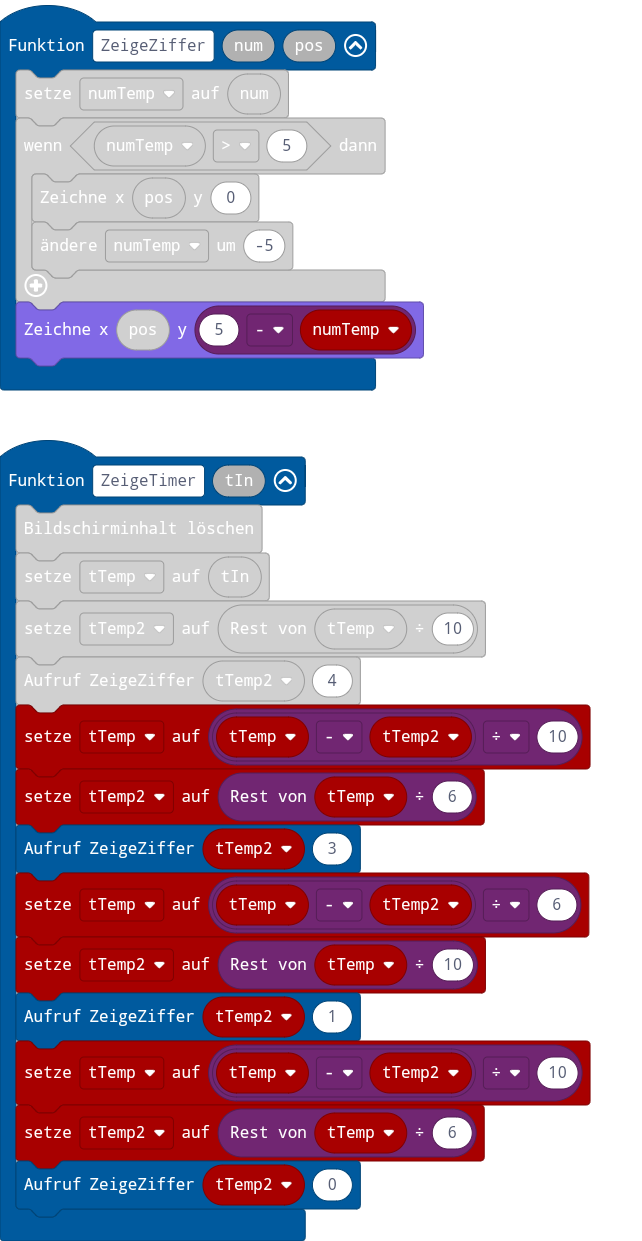 Funktion ZeigeZiffer num pos
setze numTemp auf num
wenn numTemp > 5 dann
Zeichne x pos y 0
ändere numTemp um -5
Zeichne x pos y 5 - numTemp
Funktion ZeigeTimer tIn
Bildschirminhalt löschen
setze tTemp auf tIn
setze tTemp2 auf Rest von tTemp ÷ 10
Aufruf ZeigeZiffer tTemp2 4
setze tTemp auf tTemp - tTemp2 ÷ 10
setze tTemp2 auf Rest von tTemp ÷ 6
Aufruf ZeigeZiffer tTemp2 3
setze tTemp auf tTemp - tTemp2 ÷ 6
setze tTemp2 auf Rest von tTemp ÷ 10
Aufruf ZeigeZiffer tTemp2 1
setze tTemp auf tTemp - tTemp2 ÷ 10
setze tTemp2 auf Rest von tTemp ÷ 6
Aufruf ZeigeZiffer tTemp2 0